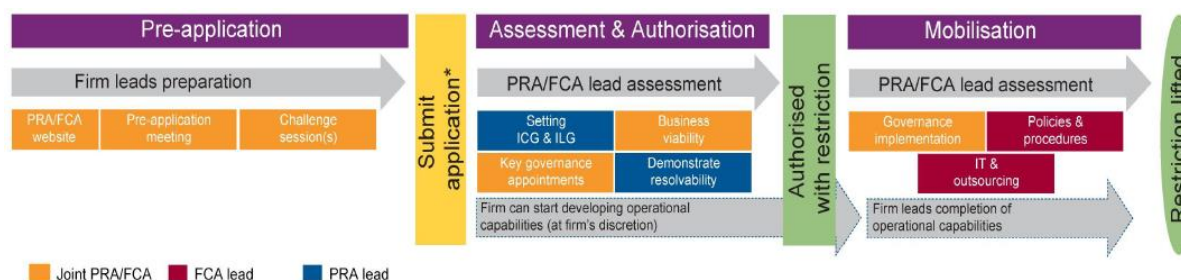 Pre-application
Firm leads preparation
PRA/FCA
website
Pre-application
meeting
Challenge
session(s)
Submit
application*
Assessment & Authorisation
PRA/FCA lead assessment
Setting
ICG & ILG
Business
viability
Key governance
appointments
Demonstrate
resolvability
Firm can start developing operational
capabilities (at firm's discretion)
Authorised
with restriction
Mobilisation
PRA/FCA lead assessment
Governance
implementation
Policies &
procedures
IT &
outsourcing
Firm leads completion of
operational capabilities
Restriction lifted
Joint PRA/FCA
FCA lead
PRA lead